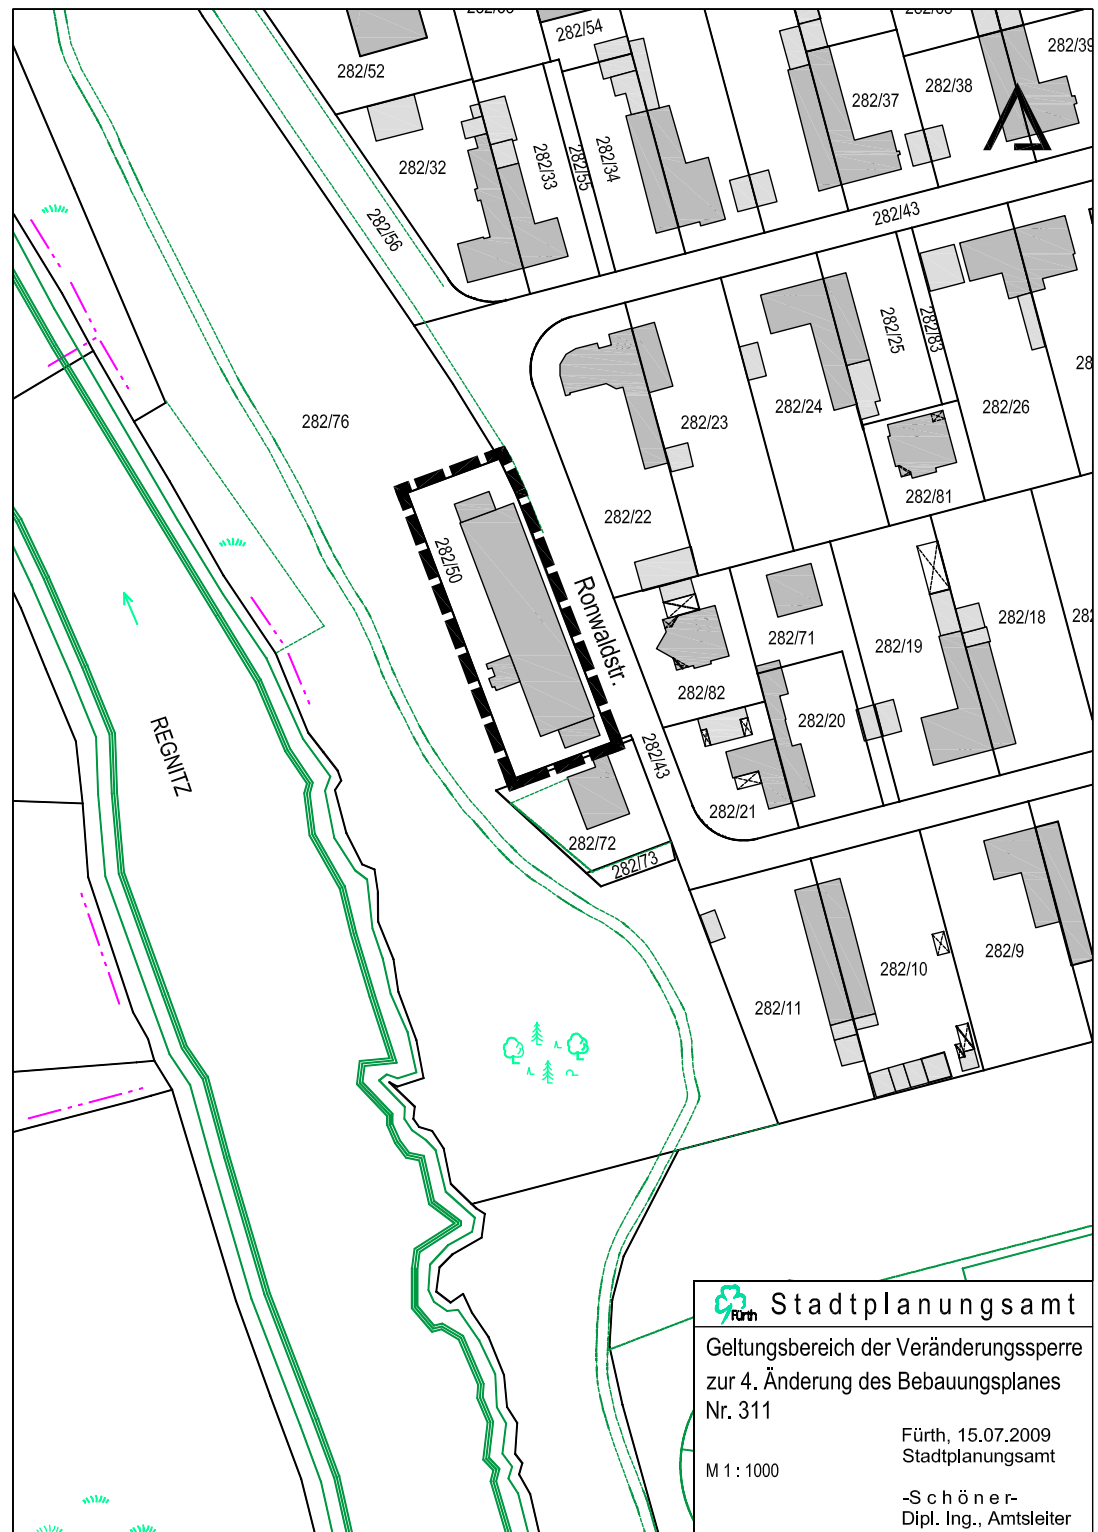 282/54
282/52
282/39
282/38
282/37
282/32
282/33
282/55
282/34
282/56
282/43
282/25
282/83
282/76
282/23
282/24
282/26
282/81
282/22
282/50
Ronwaldstr.
282/71
282/19
282/18
282/82
282/20
282/43
282/21
REGNITZ
282/72
282/73
282/10
282/9
282/11
Fürth Stadtplanungsamt
Geltungsbereich der Veränderungssperre
zur 4. Änderung des Bebauungsplanes
Nr. 311
Fürth, 15.07.2009
Stadtplanungsamt
M 1 : 1000
-Schöner-
Dipl. Ing., Amtsleiter